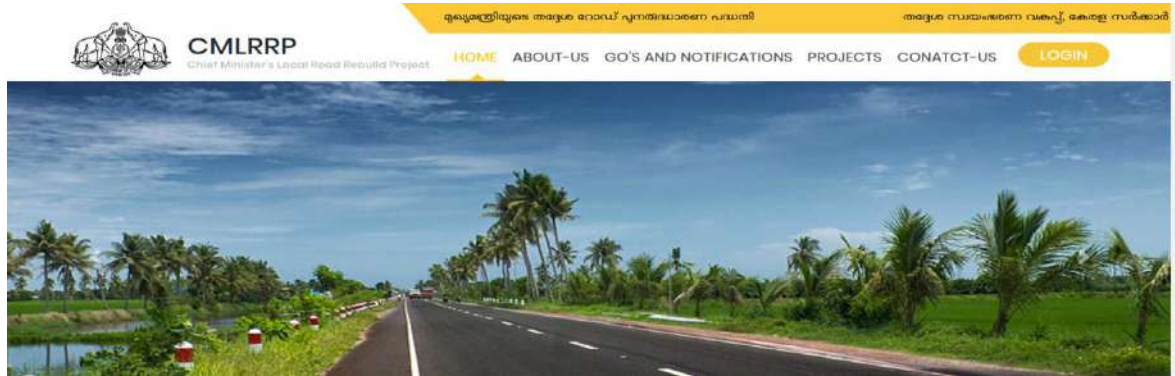 മുഖ്യമന്ത്രിയുടെ തദ്ദേശ റോഡ് പുനരുദ്ധാരണ പദ്ധതി
തദ്ദേശ സ്വയംഭരണ വകുപ്പ്, കേരള സർക്കാർ
CMLRRP
Chief Minister's Local Road Rebuild Project
HOME ABOUT-US GO'S AND NOTIFICATIONS PROJECTS CONATCT-US LOGIN